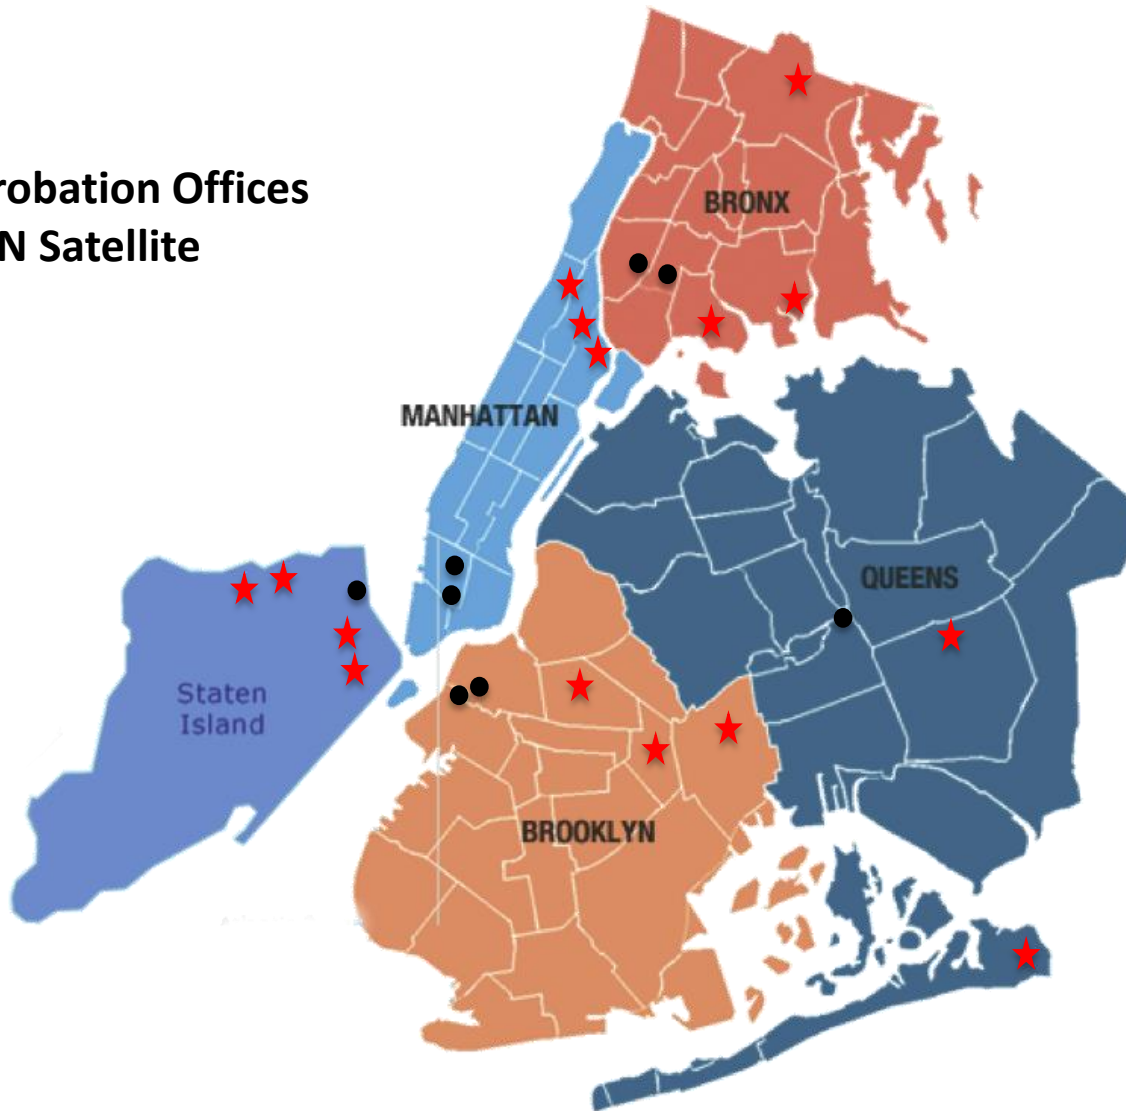 robation Offices
N Satellite
BRONX
MANHATTAN
QUEENS
Staten
Island
BROOKLYN